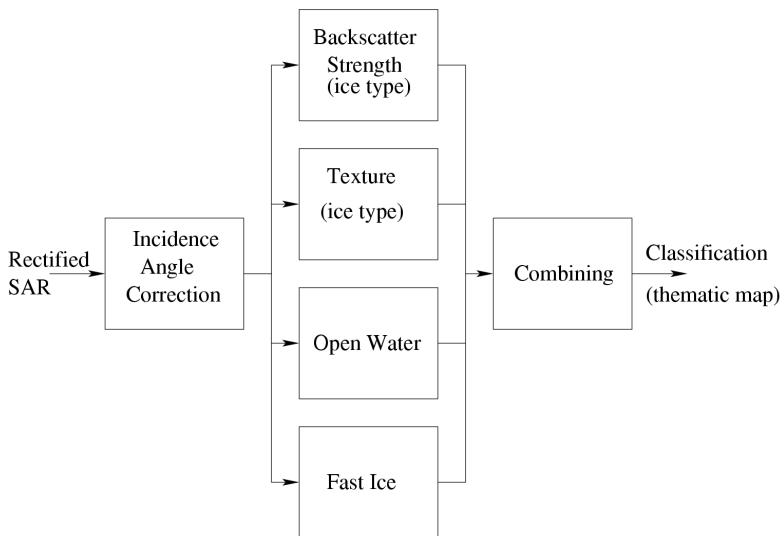 Rectified
SAR
Incidence
Angle
Correction
Backscatter
Strength
(ice type)
Texture
(ice type)
Open Water
Fast Ice
Combining
Classification
(thematic map)